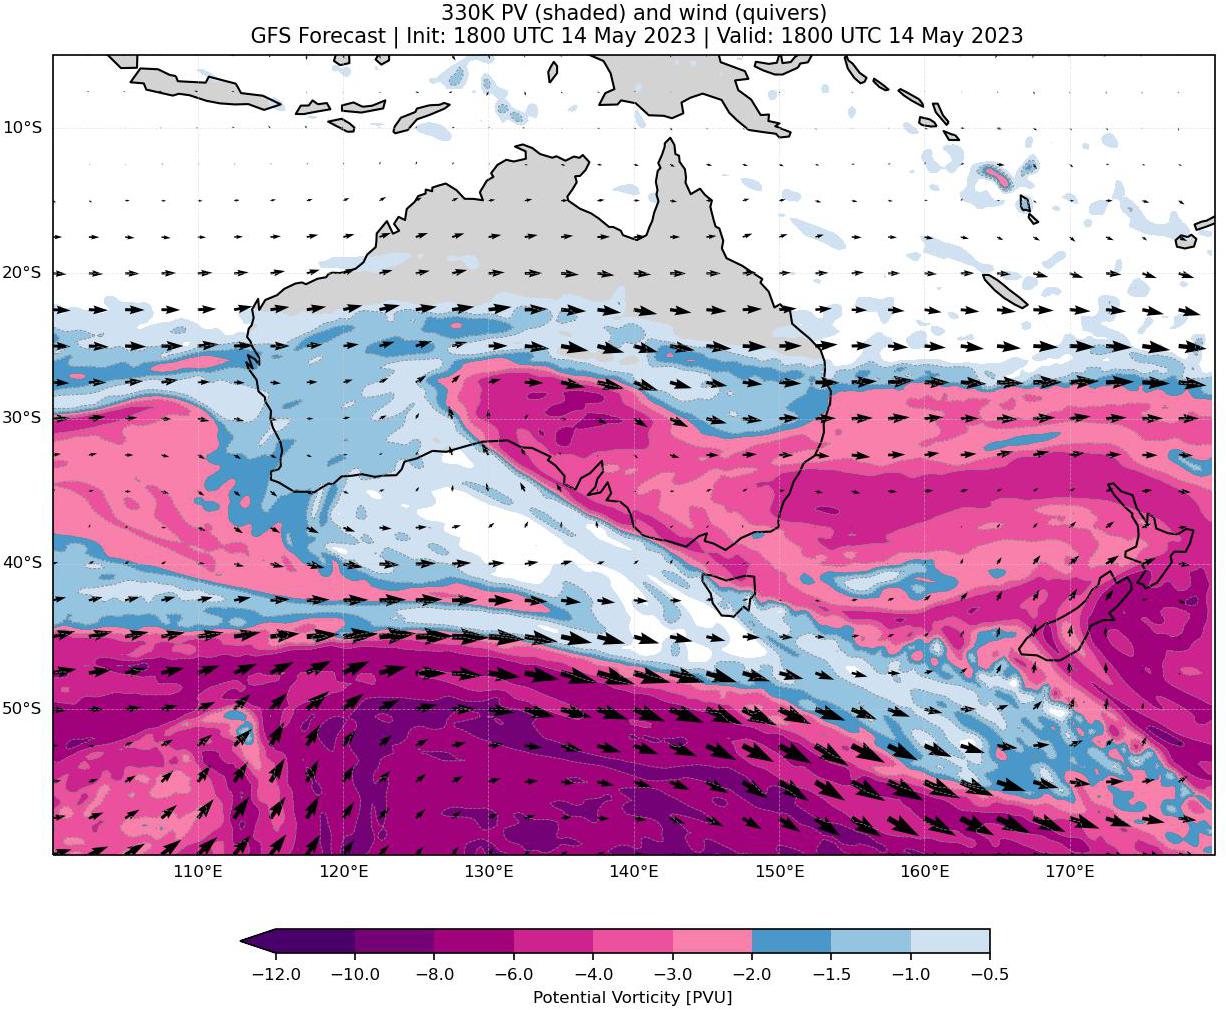 330K PV (shaded) and wind (quivers)
GFS Forecast | Init: 1800 UTC 14 May 2023 | Valid: 1800 UTC 14 May 2023
10°S
20°S
30°S
40°S
50°S
110°E 120°E 130°E 140°E 150°E 160°E 170°E
−12.0 −10.0 −8.0 −6.0 −4.0 −3.0 −2.0 −1.5 −1.0 −0.5
Potential Vorticity [PVU]